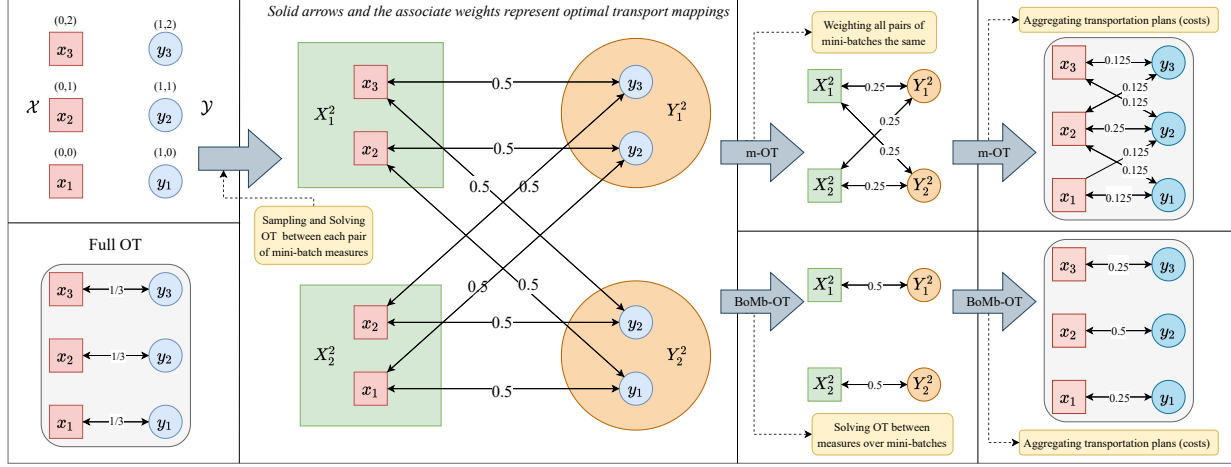 (0,2)
(1,2)
x₃
y₃
(0,1)
(1,1)
𝒳
x₂
y₂
𝒴
(0,0)
(1,0)
x₁
y₁
Full OT
x₃ 1/3 y₃
x₂ 1/3 y₂
x₁ 1/3 y₁
Sampling and Solving
OT between each pair
of mini-batch measures
Solid arrows and the associate weights represent optimal transport mappings
X₁²
x₃
0.5
y₃
Y₁²
x₂
0.5
y₂
0.5
0.5
0.5
0.5
X₂²
x₂
0.5
y₂
Y₂²
x₁
0.5
y₁
m-OT
Weighting all pairs of
mini-batches the same
X₁² 0.25 Y₁²
0.25
0.25
X₂² 0.25 Y₂²
m-OT
Aggregating transportation plans (costs)
x₃ 0.125 y₃
0.125
0.125
x₂ 0.25 y₂
0.125
0.125
x₁ 0.125 y₁
BoMb-OT
X₁² 0.5 Y₁²
X₂² 0.5 Y₂²
Solving OT between
measures over mini-batches
BoMb-OT
x₃ 0.25 y₃
x₂ 0.5 y₂
x₁ 0.25 y₁
Aggregating transportation plans (costs)